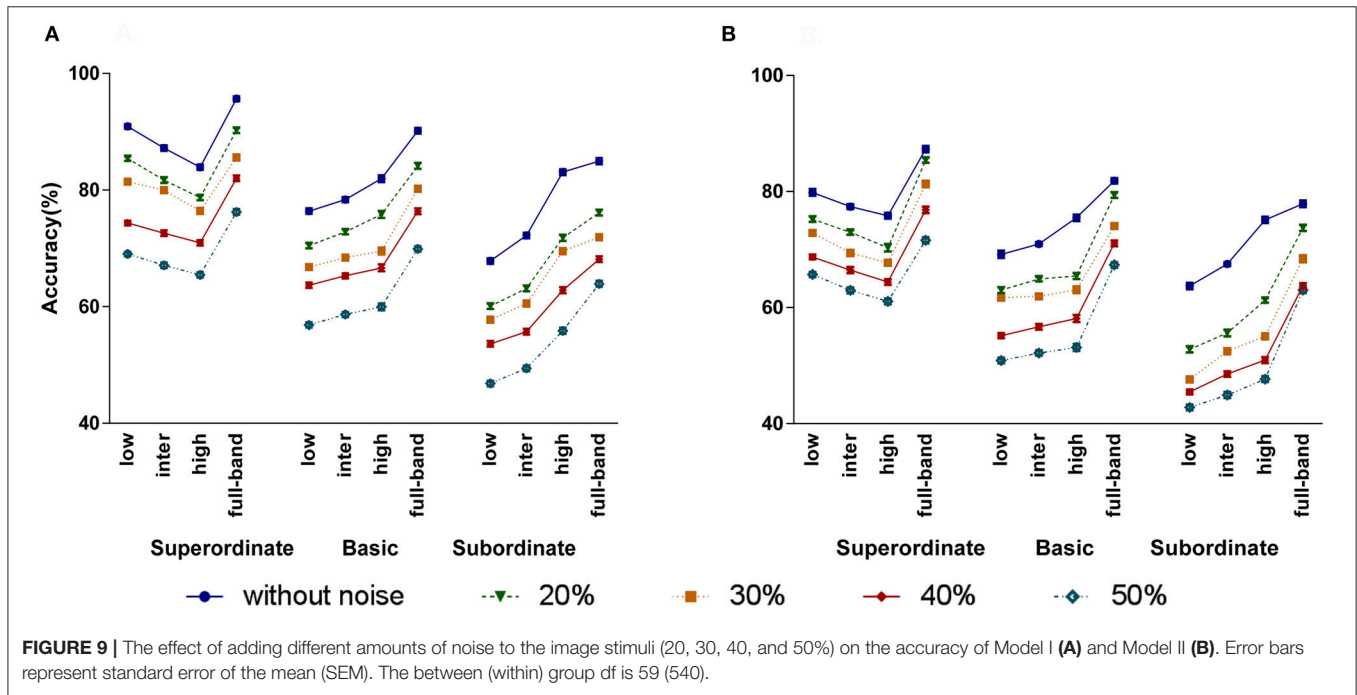 A
A.
B
B.
100
80
60
40
Accuracy(%)
low
inter
high
full-band
low
inter
high
full-band
low
inter
high
full-band
Superordinate Basic Subordinate
100
80
60
40
low
inter
high
full-band
low
inter
high
full-band
low
inter
high
full-band
Superordinate Basic Subordinate
without noise 20% 30% 40% 50%
FIGURE 9 | The effect of adding different amounts of noise to the image stimuli (20, 30, 40, and 50%) on the accuracy of Model I (A) and Model II (B). Error bars
represent standard error of the mean (SEM). The between (within) group df is 59 (540).